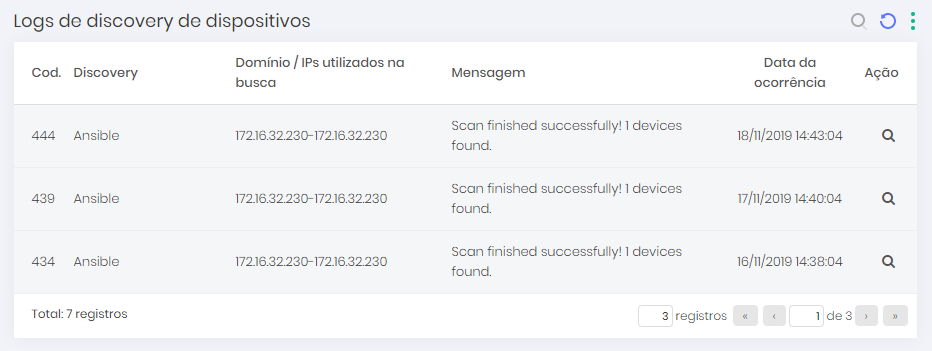 Logs de discovery de dispositivos
Cod. Discovery Domínio / IPs utilizados na busca Mensagem Data da ocorrência Ação
444 Ansible 172.16.32.230-172.16.32.230 Scan finished successfully! 1 devices found. 18/11/2019 14:43:04
439 Ansible 172.16.32.230-172.16.32.230 Scan finished successfully! 1 devices found. 17/11/2019 14:40:04
434 Ansible 172.16.32.230-172.16.32.230 Scan finished successfully! 1 devices found. 16/11/2019 14:38:04
Total: 7 registros 3 registros « ‹ 1 de 3 › »